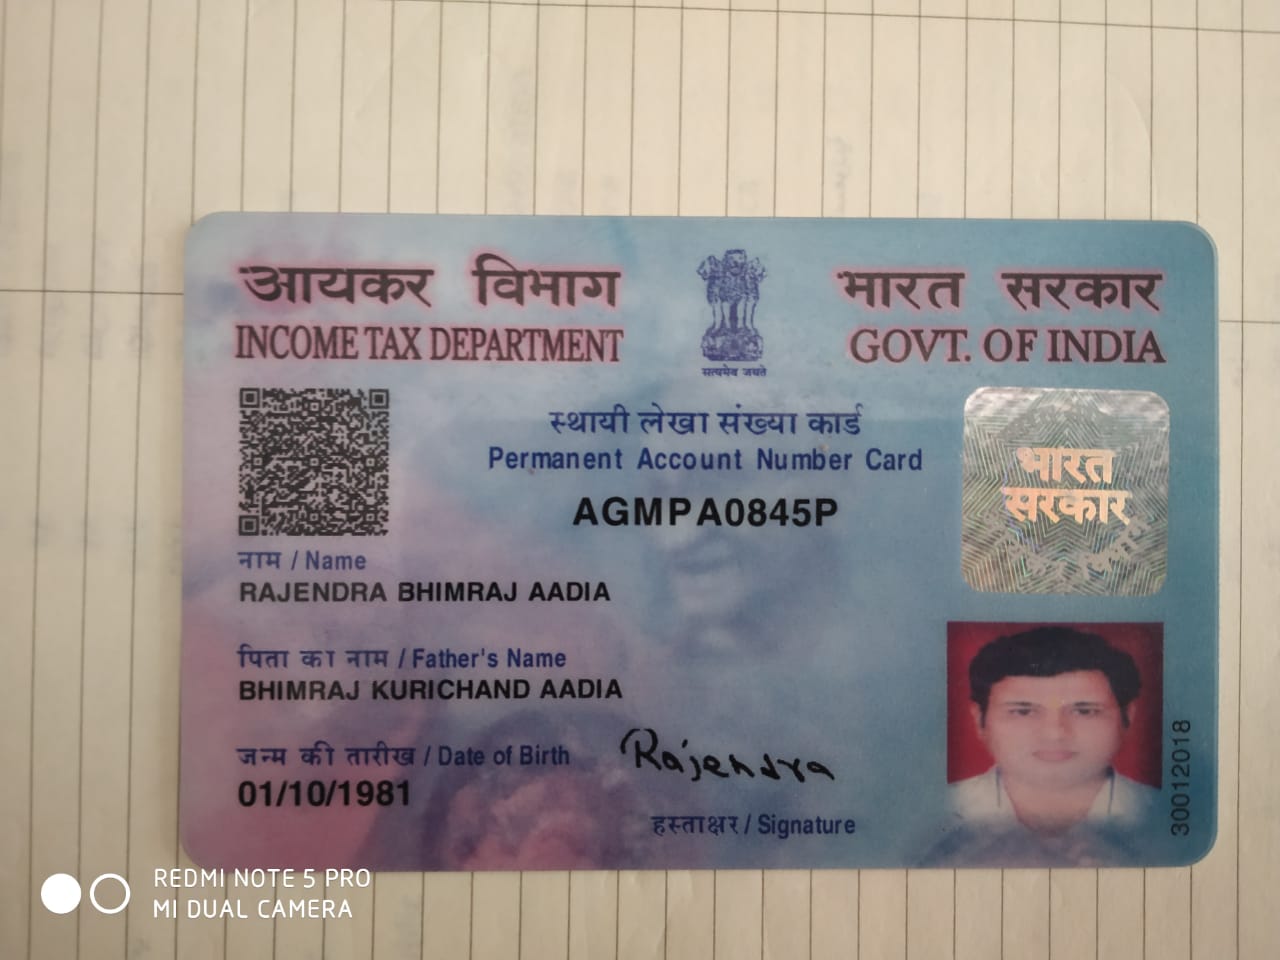 आयकर विभाग
INCOME TAX DEPARTMENT
सत्यमेव जयते
भारत सरकार
GOVT. OF INDIA
स्थायी लेखा संख्या कार्ड
Permanent Account Number Card
AGMPA0845P
भारत
सरकार
नाम / Name
RAJENDRA BHIMRAJ AADIA
पिता का नाम / Father's Name
BHIMRAJ KURICHAND AADIA
जन्म की तारीख / Date of Birth
01/10/1981
Rajendra
हस्ताक्षर / Signature
30012018
REDMI NOTE 5 PRO
MI DUAL CAMERA